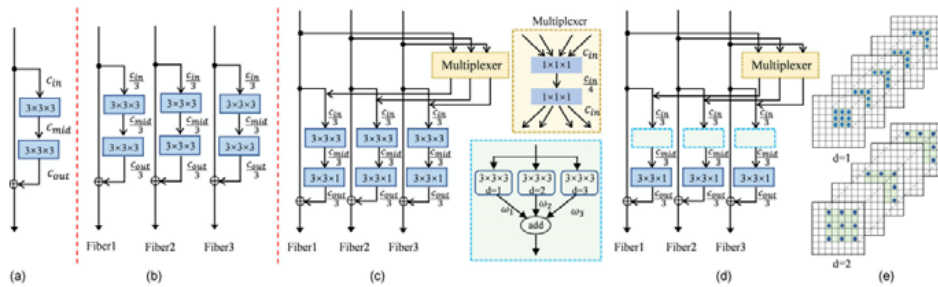 c_in
3×3×3
c_mid
3×3×3
c_out
(a)
c_in/3 c_in/3 c_in/3
3×3×3 3×3×3 3×3×3
c_mid/3 c_mid/3 c_mid/3
3×3×3 3×3×3 3×3×3
c_out/3 c_out/3 c_out/3
Fiber1 Fiber2 Fiber3
(b)
Multiplexer
c_in/3 c_in/3 c_in/3
3×3×3 3×3×3 3×3×3
c_mid/3 c_mid/3 c_mid/3
3×3×1 3×3×1 3×3×1
c_out/3 c_out/3 c_out/3
Fiber1 Fiber2 Fiber3
(c)
Multiplexer
c_in
1×1×1
c_in/4
1×1×1
c_in
3×3×3 3×3×3 3×3×3
d=1 d=2 d=3
ω1 ω2 ω3
add
Multiplexer
c_in/3 c_in/3 c_in/3
c_mid/3 c_mid/3 c_mid/3
3×3×1 3×3×1 3×3×1
c_out/3 c_out/3 c_out/3
Fiber1 Fiber2 Fiber3
(d)
d=1
d=2
(e)